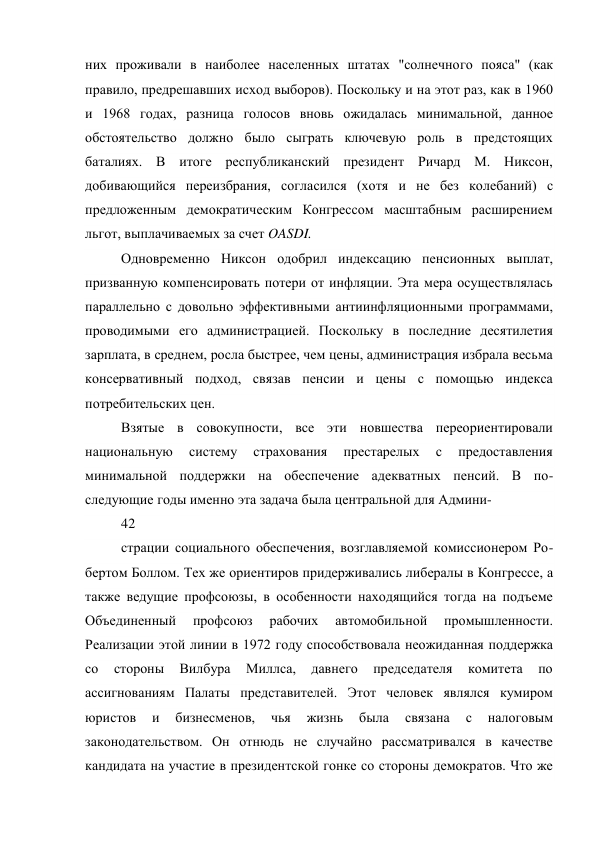 них проживали в наиболее населенных штатах "солнечного пояса" (как
правило, предрешавших исход выборов). Поскольку и на этот раз, как в 1960
и 1968 годах, разница голосов вновь ожидалась минимальной, данное
обстоятельство должно было сыграть ключевую роль в предстоящих
баталиях. В итоге республиканский президент Ричард М. Никсон,
добивающийся переизбрания, согласился (хотя и не без колебаний) с
предложенным демократическим Конгрессом масштабным расширением
льгот, выплачиваемых за счет OASDI.
Одновременно Никсон одобрил индексацию пенсионных выплат,
призванную компенсировать потери от инфляции. Эта мера осуществлялась
параллельно с довольно эффективными антиинфляционными программами,
проводимыми его администрацией. Поскольку в последние десятилетия
зарплата, в среднем, росла быстрее, чем цены, администрация избрала весьма
консервативный подход, связав пенсии и цены с помощью индекса
потребительских цен.
Взятые в совокупности, все эти новшества переориентировали
национальную систему страхования престарелых с предоставления
минимальной поддержки на обеспечение адекватных пенсий. В по-
следующие годы именно эта задача была центральной для Админи-
42
страции социального обеспечения, возглавляемой комиссионером Ро-
бертом Боллом. Тех же ориентиров придерживались либералы в Конгрессе, а
также ведущие профсоюзы, в особенности находящийся тогда на подъеме
Объединенный профсоюз рабочих автомобильной промышленности.
Реализации этой линии в 1972 году способствовала неожиданная поддержка
со стороны Вилбура Миллса, давнего председателя комитета по
ассигнованиям Палаты представителей. Этот человек являлся кумиром
юристов и бизнесменов, чья жизнь была связана с налоговым
законодательством. Он отнюдь не случайно рассматривался в качестве
кандидата на участие в президентской гонке со стороны демократов. Что же